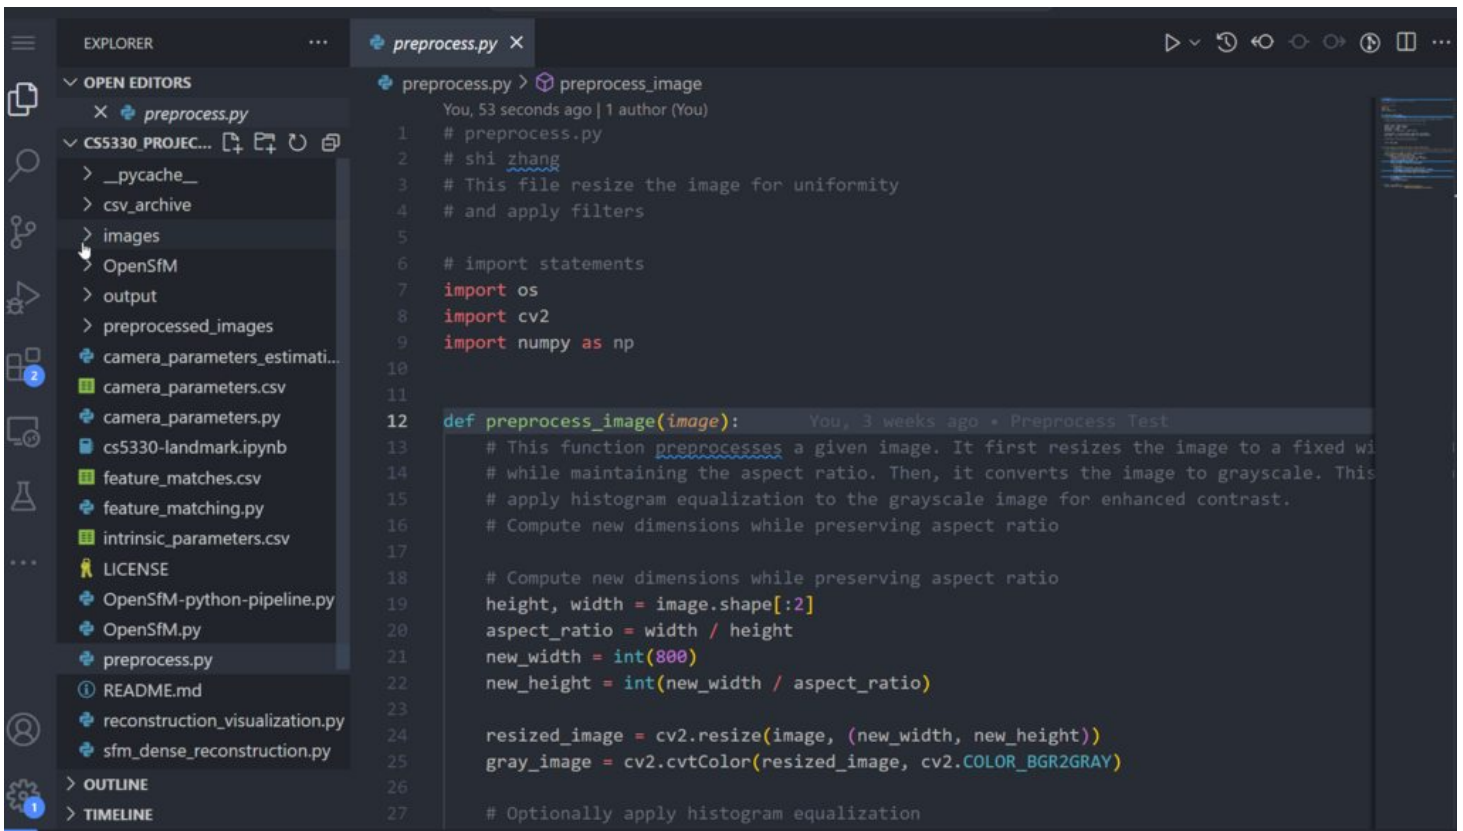 EXPLORER
OPEN EDITORS
preprocess.py
CS5330_PROJEC...
__pycache__
csv_archive
images
OpenSfM
output
preprocessed_images
camera_parameters_estimati...
camera_parameters.csv
camera_parameters.py
cs5330-landmark.ipynb
feature_matches.csv
feature_matching.py
intrinsic_parameters.csv
LICENSE
OpenSfM-python-pipeline.py
OpenSfM.py
preprocess.py
README.md
reconstruction_visualization.py
sfm_dense_reconstruction.py
OUTLINE
TIMELINE
2
1
preprocess.py
preprocess.py > preprocess_image
You, 53 seconds ago | 1 author (You)
1 # preprocess.py
2 # shi zhang
3 # This file resize the image for uniformity
4 # and apply filters
5
6 # import statements
7 import os
8 import cv2
9 import numpy as np
10
11
12 def preprocess_image(image): You, 3 weeks ago • Preprocess Test
13 # This function preprocesses a given image. It first resizes the image to a fixed wi
14 # while maintaining the aspect ratio. Then, it converts the image to grayscale. This
15 # apply histogram equalization to the grayscale image for enhanced contrast.
16 # Compute new dimensions while preserving aspect ratio
17
18 # Compute new dimensions while preserving aspect ratio
19 height, width = image.shape[:2]
20 aspect_ratio = width / height
21 new_width = int(800)
22 new_height = int(new_width / aspect_ratio)
23
24 resized_image = cv2.resize(image, (new_width, new_height))
25 gray_image = cv2.cvtColor(resized_image, cv2.COLOR_BGR2GRAY)
26
27 # Optionally apply histogram equalization